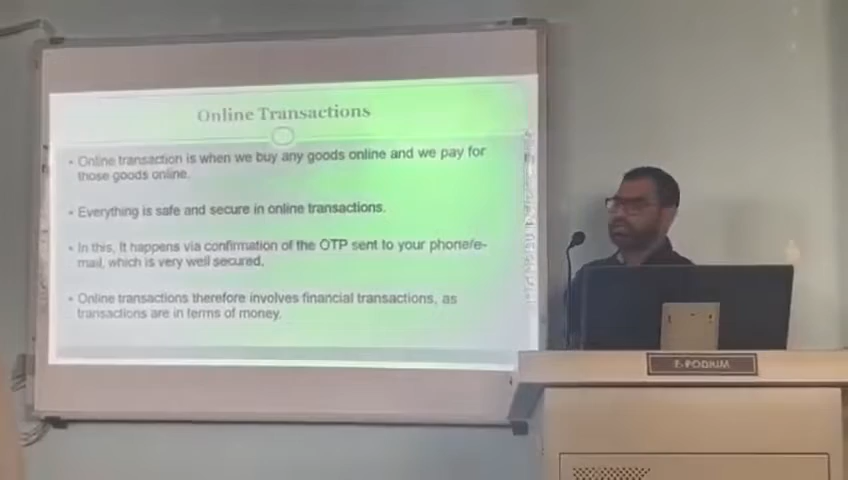 Online Transactions
• Online transaction is when we buy any goods online and we pay for
those goods online.
• Everything is safe and secure in online transactions.
• In this, It happens via confirmation of the OTP sent to your phone/e-
mail, which is very well secured.
• Online transactions therefore involves financial transactions, as
transactions are in terms of money.
E-PODIUM